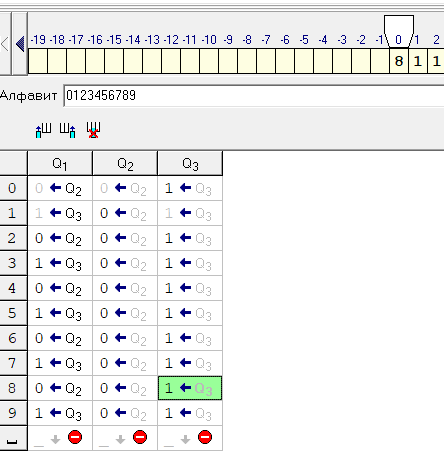 -19 -18 -17 -16 -15 -14 -13 -12 -11 -10 -9 -8 -7 -6 -5 -4 -3 -2 -1 0 1 2
8 1 1
Алфавит 0123456789
Q1 Q2 Q3
0 0 ← Q2 0 ← Q2 1 ← Q3
1 1 ← Q3 0 ← Q2 1 ← Q3
2 0 ← Q2 0 ← Q2 1 ← Q3
3 1 ← Q3 0 ← Q2 1 ← Q3
4 0 ← Q2 0 ← Q2 1 ← Q3
5 1 ← Q3 0 ← Q2 1 ← Q3
6 0 ← Q2 0 ← Q2 1 ← Q3
7 1 ← Q3 0 ← Q2 1 ← Q3
8 0 ← Q2 0 ← Q2 1 ← Q3
9 1 ← Q3 0 ← Q2 1 ← Q3
␣ _ ↓ _ ↓ _ ↓